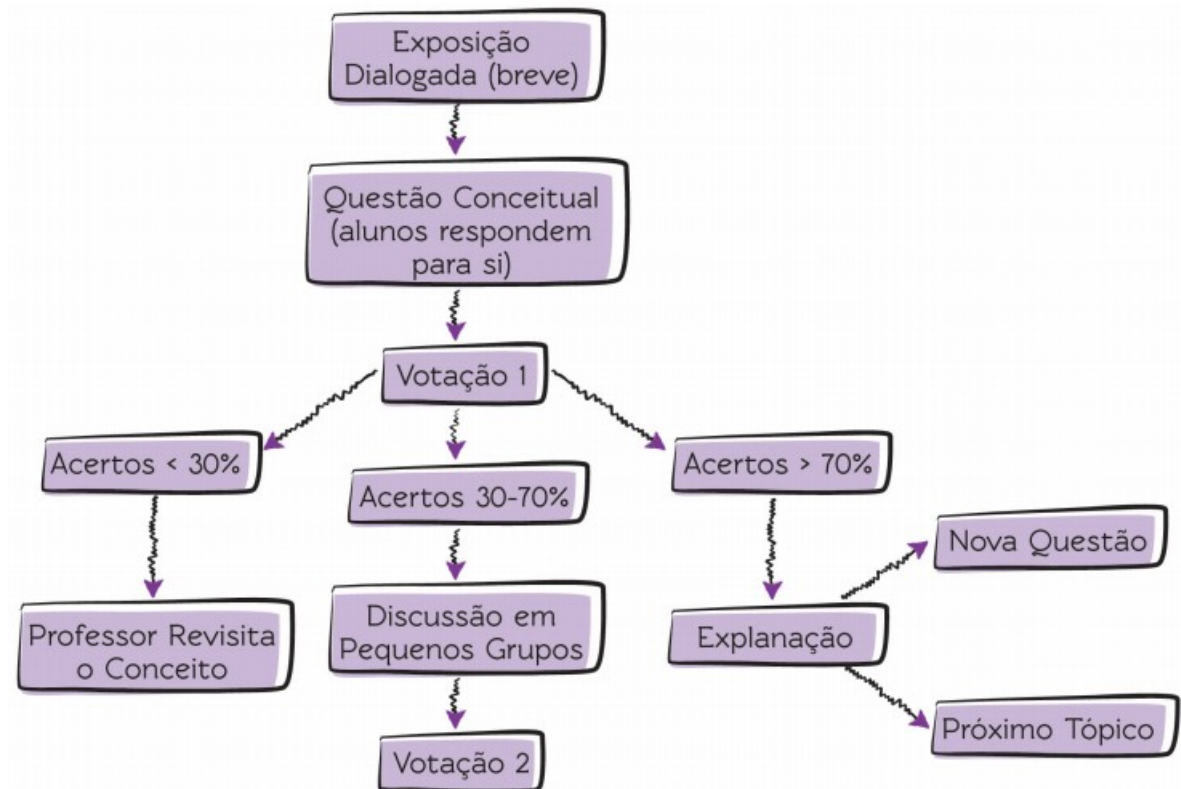 Exposição
Dialogada (breve)
Questão Conceitual
(alunos respondem
para si)
Votação 1
Acertos < 30%
Acertos 30-70%
Acertos > 70%
Nova Questão
Professor Revisita
o Conceito
Discussão em
Pequenos Grupos
Explanação
Próximo Tópico
Votação 2